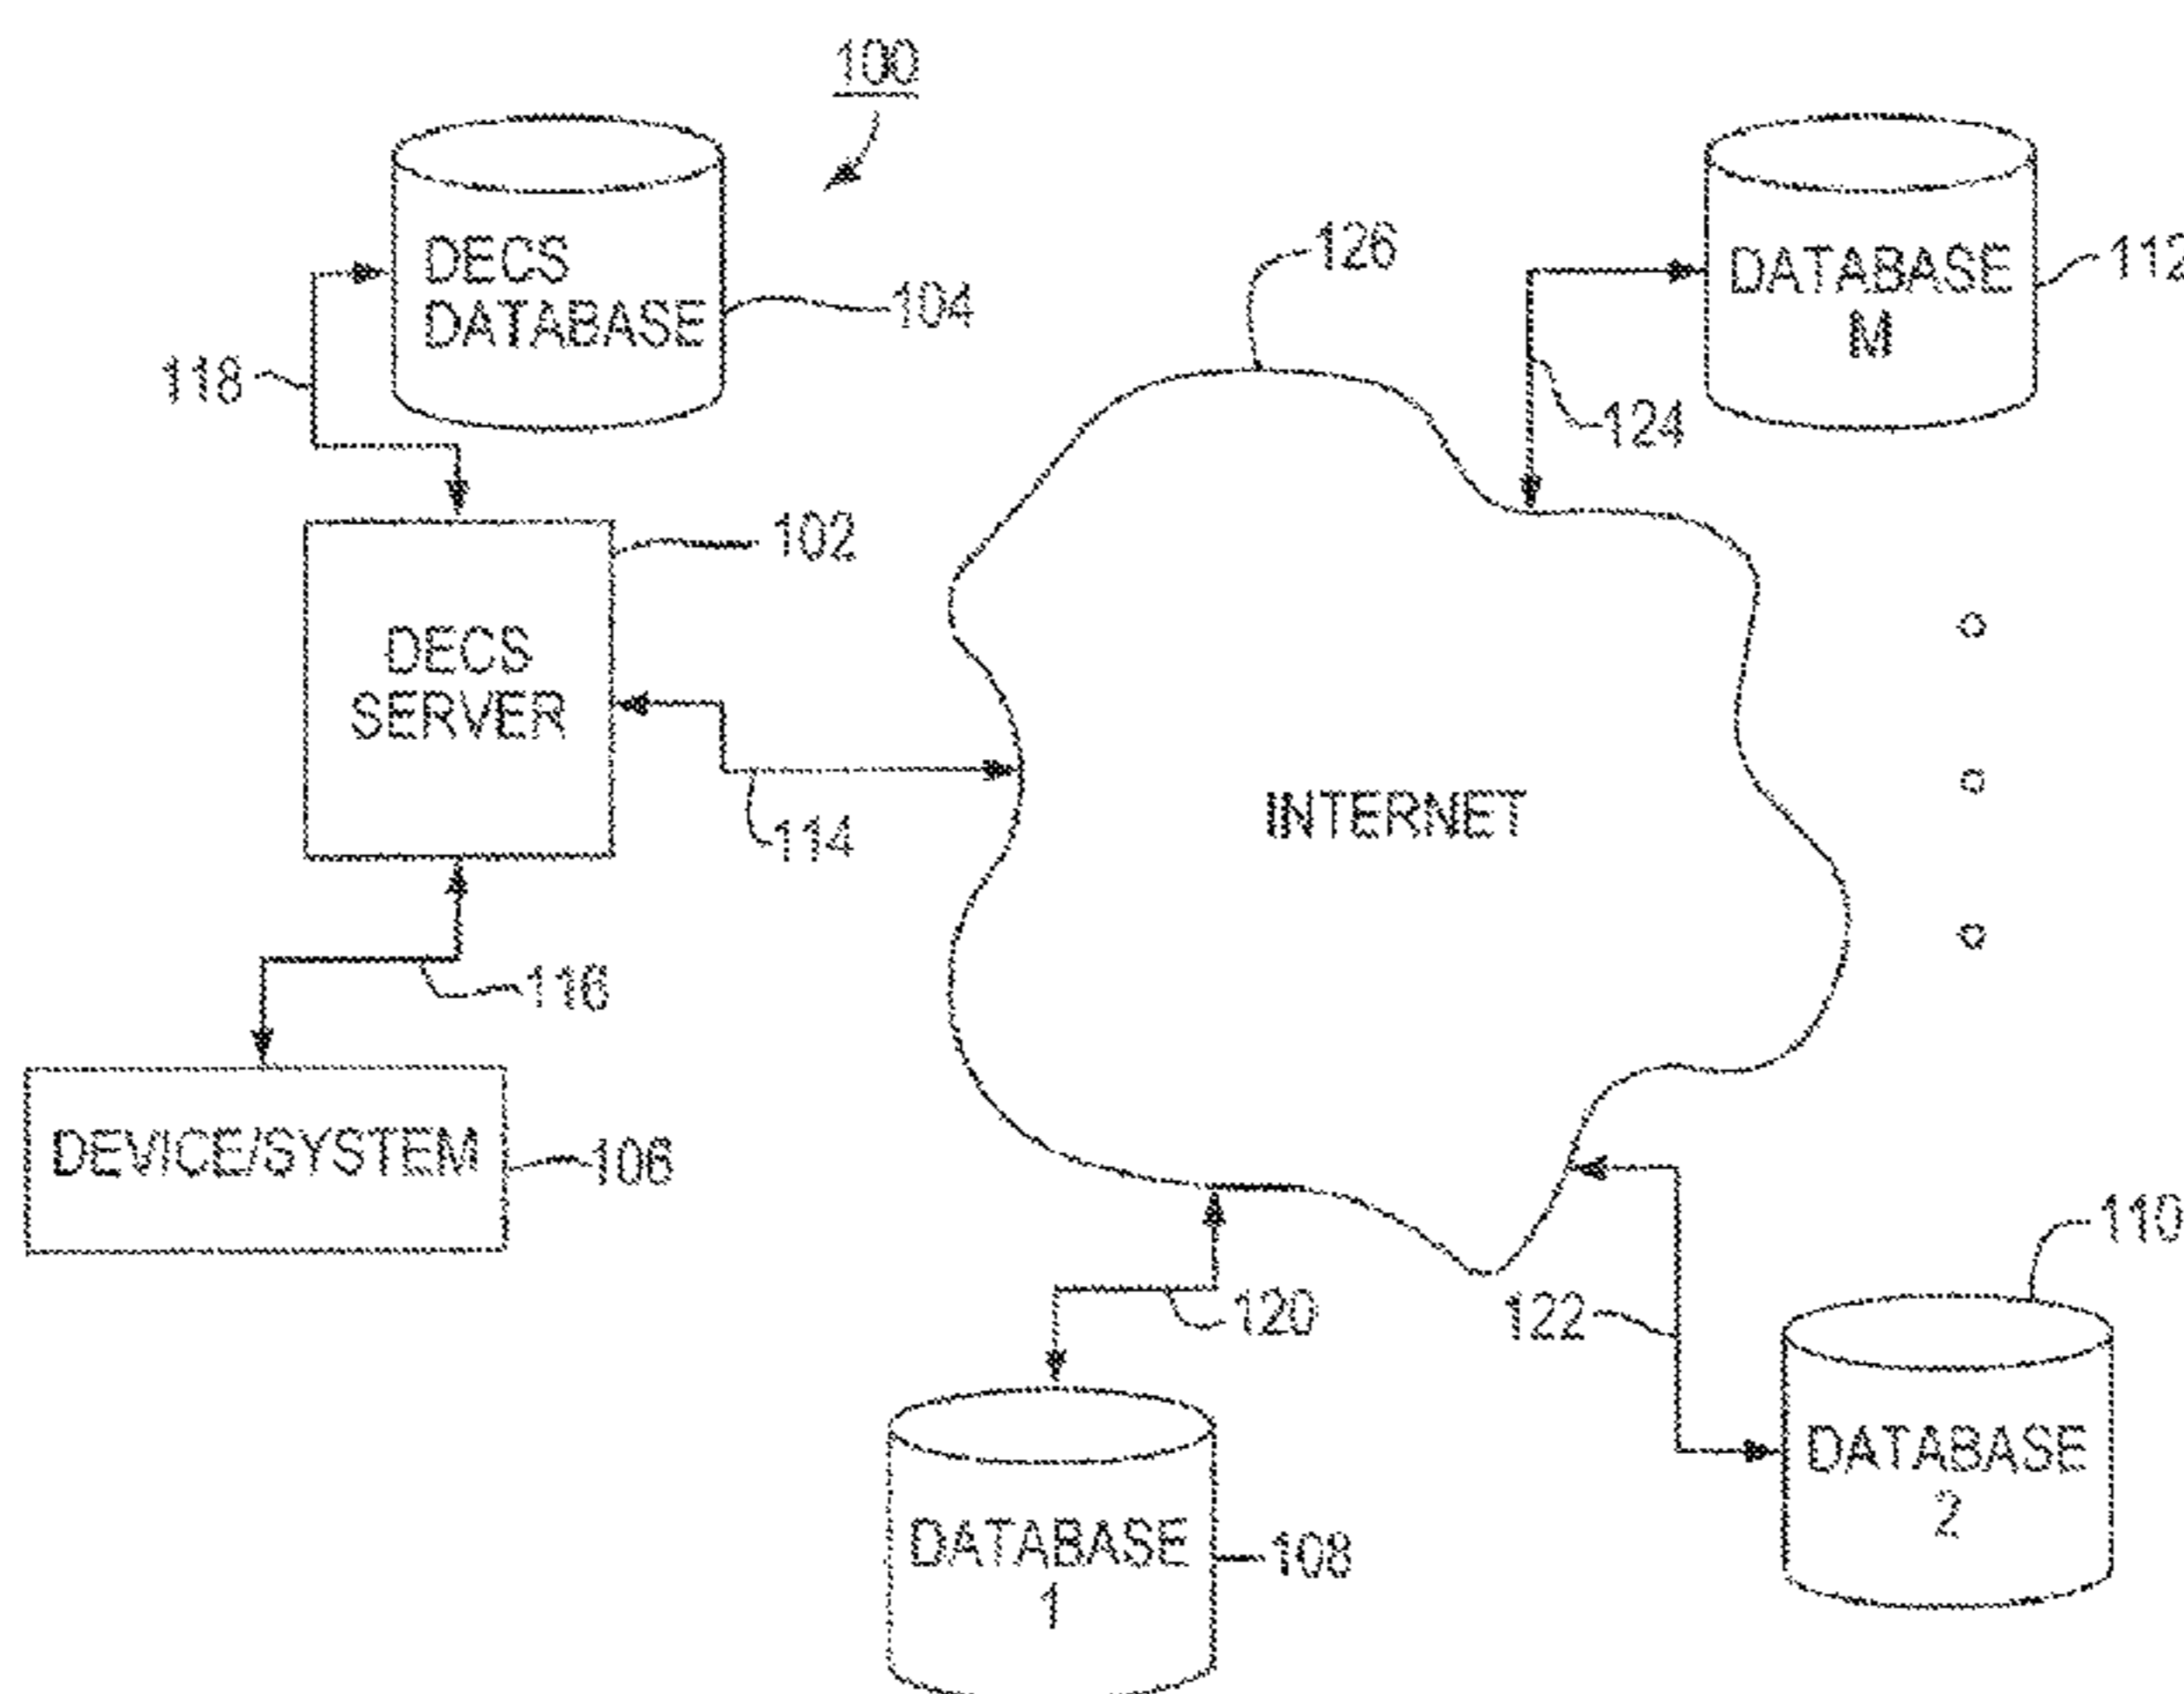 100
DECS
DATABASE
104
118
126
DATABASE
M
112
124
102
DECS
SERVER
114
INTERNET
116
DEVICE/SYSTEM
106
110
120
122
DATABASE
2
DATABASE
1
108